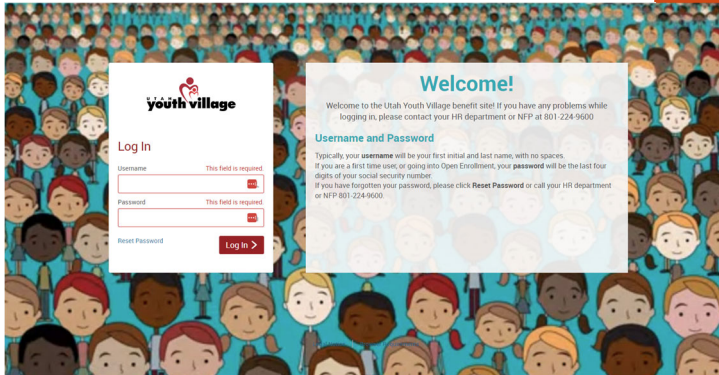 UTAH
youth village
Log In
Username This field is required.
Password This field is required.
Reset Password
Log In
Welcome!
Welcome to the Utah Youth Village benefit site! If you have any problems while
logging in, please contact your HR department or NFP at 801-224-9600
Username and Password
Typically, your username will be your first initial and last name, with no spaces.
If you are a first time user, or going into Open Enrollment, your password will be the last four
digits of your social security number.
If you have forgotten your password, please click Reset Password or call your HR department
or NFP 801-224-9600.